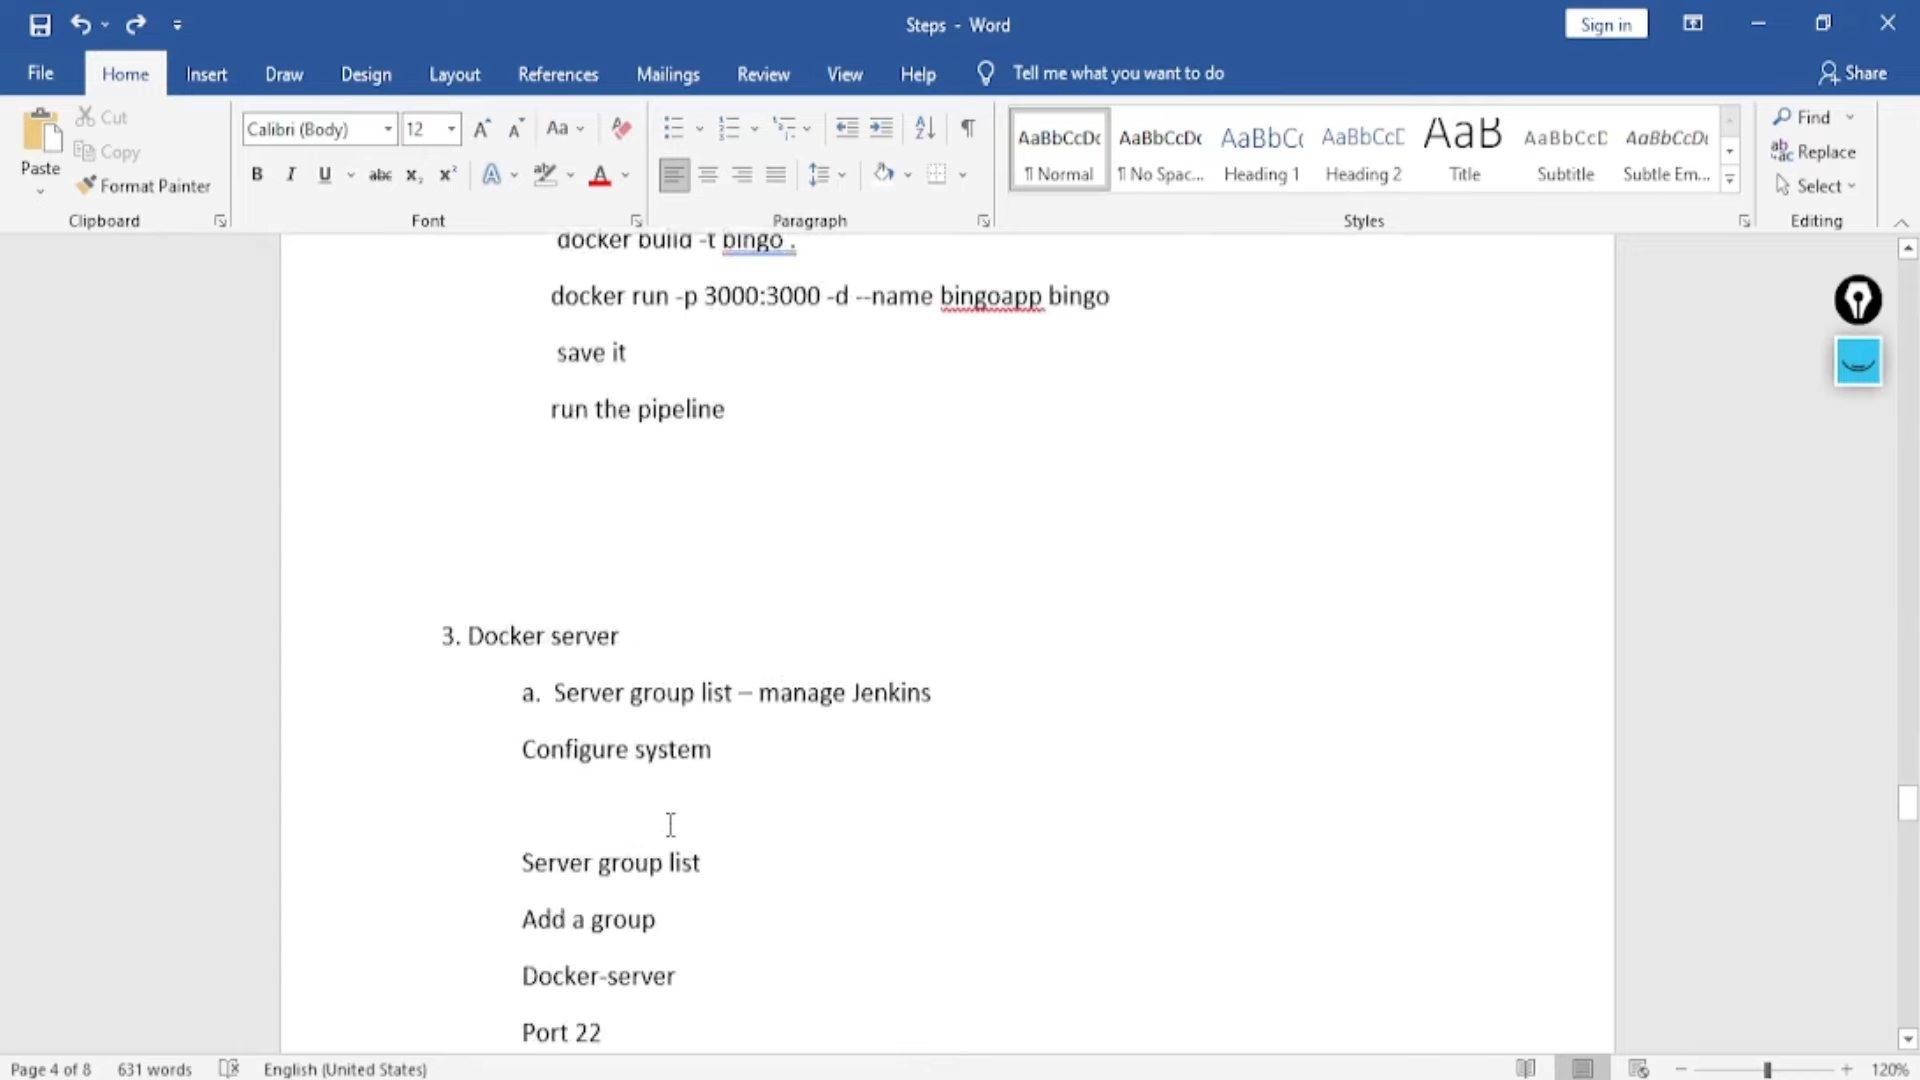 Steps - Word
Sign in
File Home Insert Draw Design Layout References Mailings Review View Help Tell me what you want to do Share
Paste
Cut
Copy
Format Painter
Clipboard
Calibri (Body) 12
Font
Paragraph
AaBbCcDc AaBbCcDc AaBbC( AaBbCcC AaB AaBbCcC AaBbCcDt
¶ Normal ¶ No Spac... Heading 1 Heading 2 Title Subtitle Subtle Em...
Styles
Find
Replace
Select
Editing
docker build -t bingo .
docker run -p 3000:3000 -d --name bingoapp bingo
save it
run the pipeline
3. Docker server
a. Server group list – manage Jenkins
Configure system
Server group list
Add a group
Docker-server
Port 22
Page 4 of 8 631 words English (United States) 120%